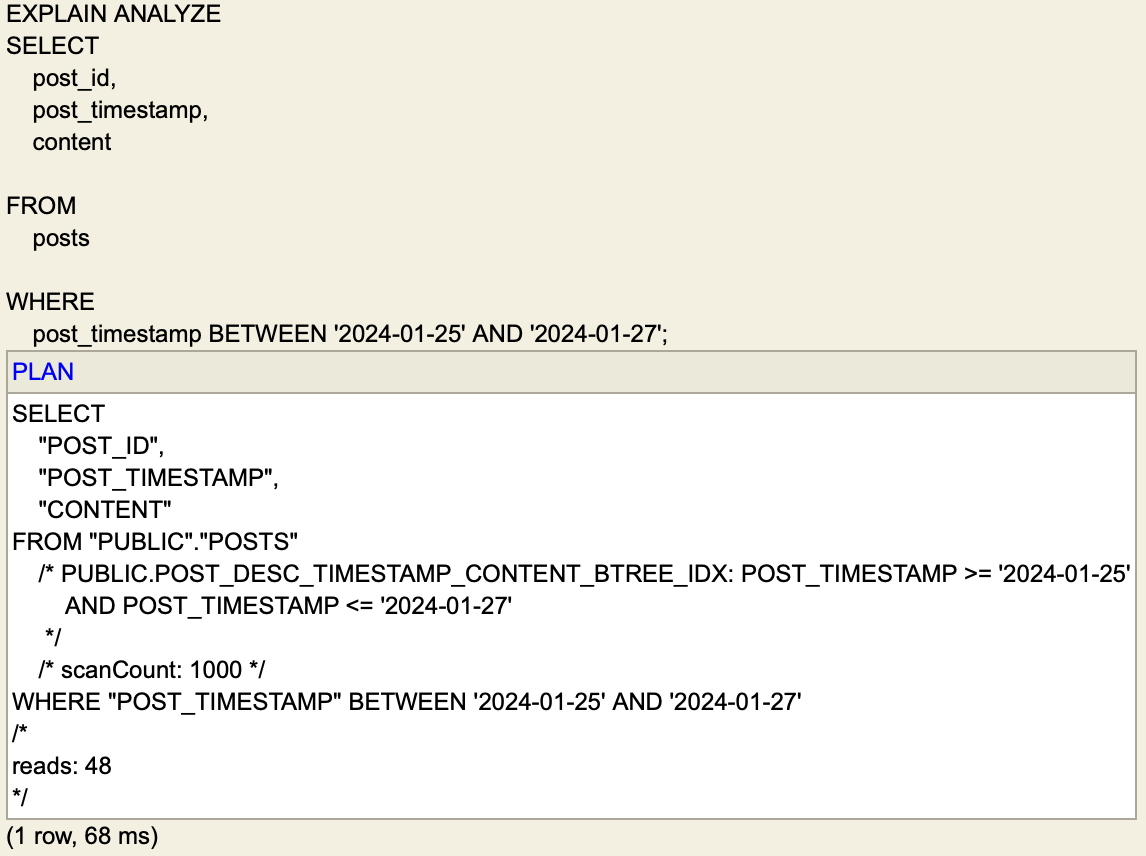 EXPLAIN ANALYZE
SELECT
post_id,
post_timestamp,
content
FROM
posts
WHERE
post_timestamp BETWEEN '2024-01-25' AND '2024-01-27';
PLAN
SELECT
"POST_ID",
"POST_TIMESTAMP",
"CONTENT"
FROM "PUBLIC"."POSTS"
/* PUBLIC.POST_DESC_TIMESTAMP_CONTENT_BTREE_IDX: POST_TIMESTAMP >= '2024-01-25'
AND POST_TIMESTAMP <= '2024-01-27'
*/
/* scanCount: 1000 */
WHERE "POST_TIMESTAMP" BETWEEN '2024-01-25' AND '2024-01-27'
/*
reads: 48
*/
(1 row, 68 ms)